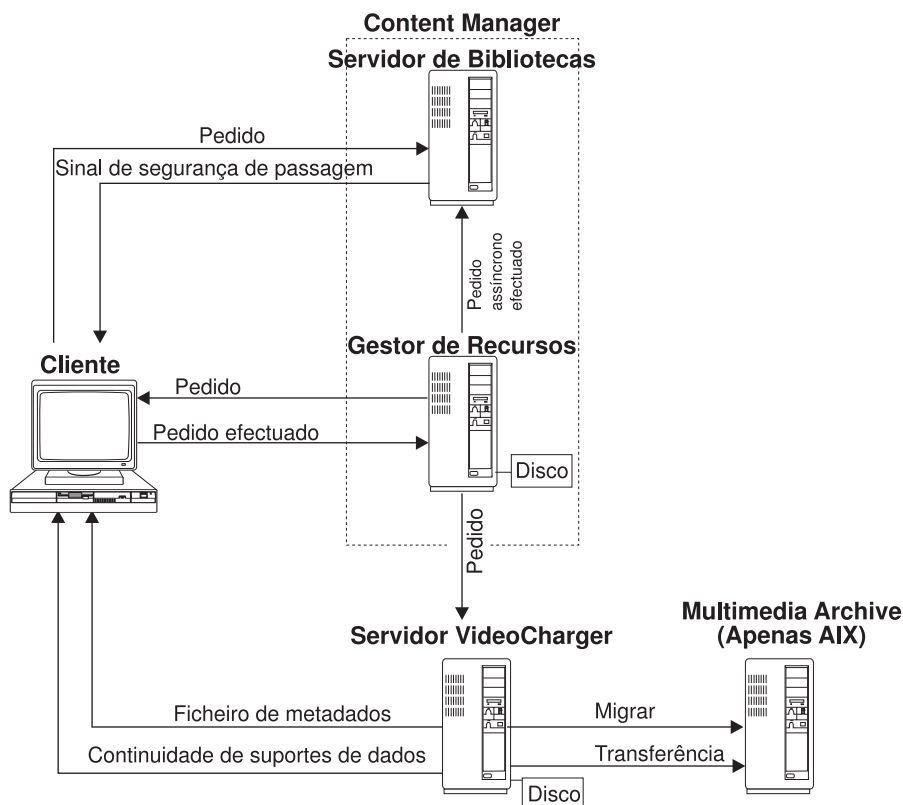 Content Manager
Servidor de Bibliotecas
Pedido
Sinal de segurança de passagem
Pedido
assíncrono
efectuado
Gestor de Recursos
Cliente
Pedido
Pedido efectuado
Disco
Pedido
Multimedia Archive
(Apenas AIX)
Servidor VideoCharger
Ficheiro de metadados
Migrar
Continuidade de suportes de dados
Transferência
Disco